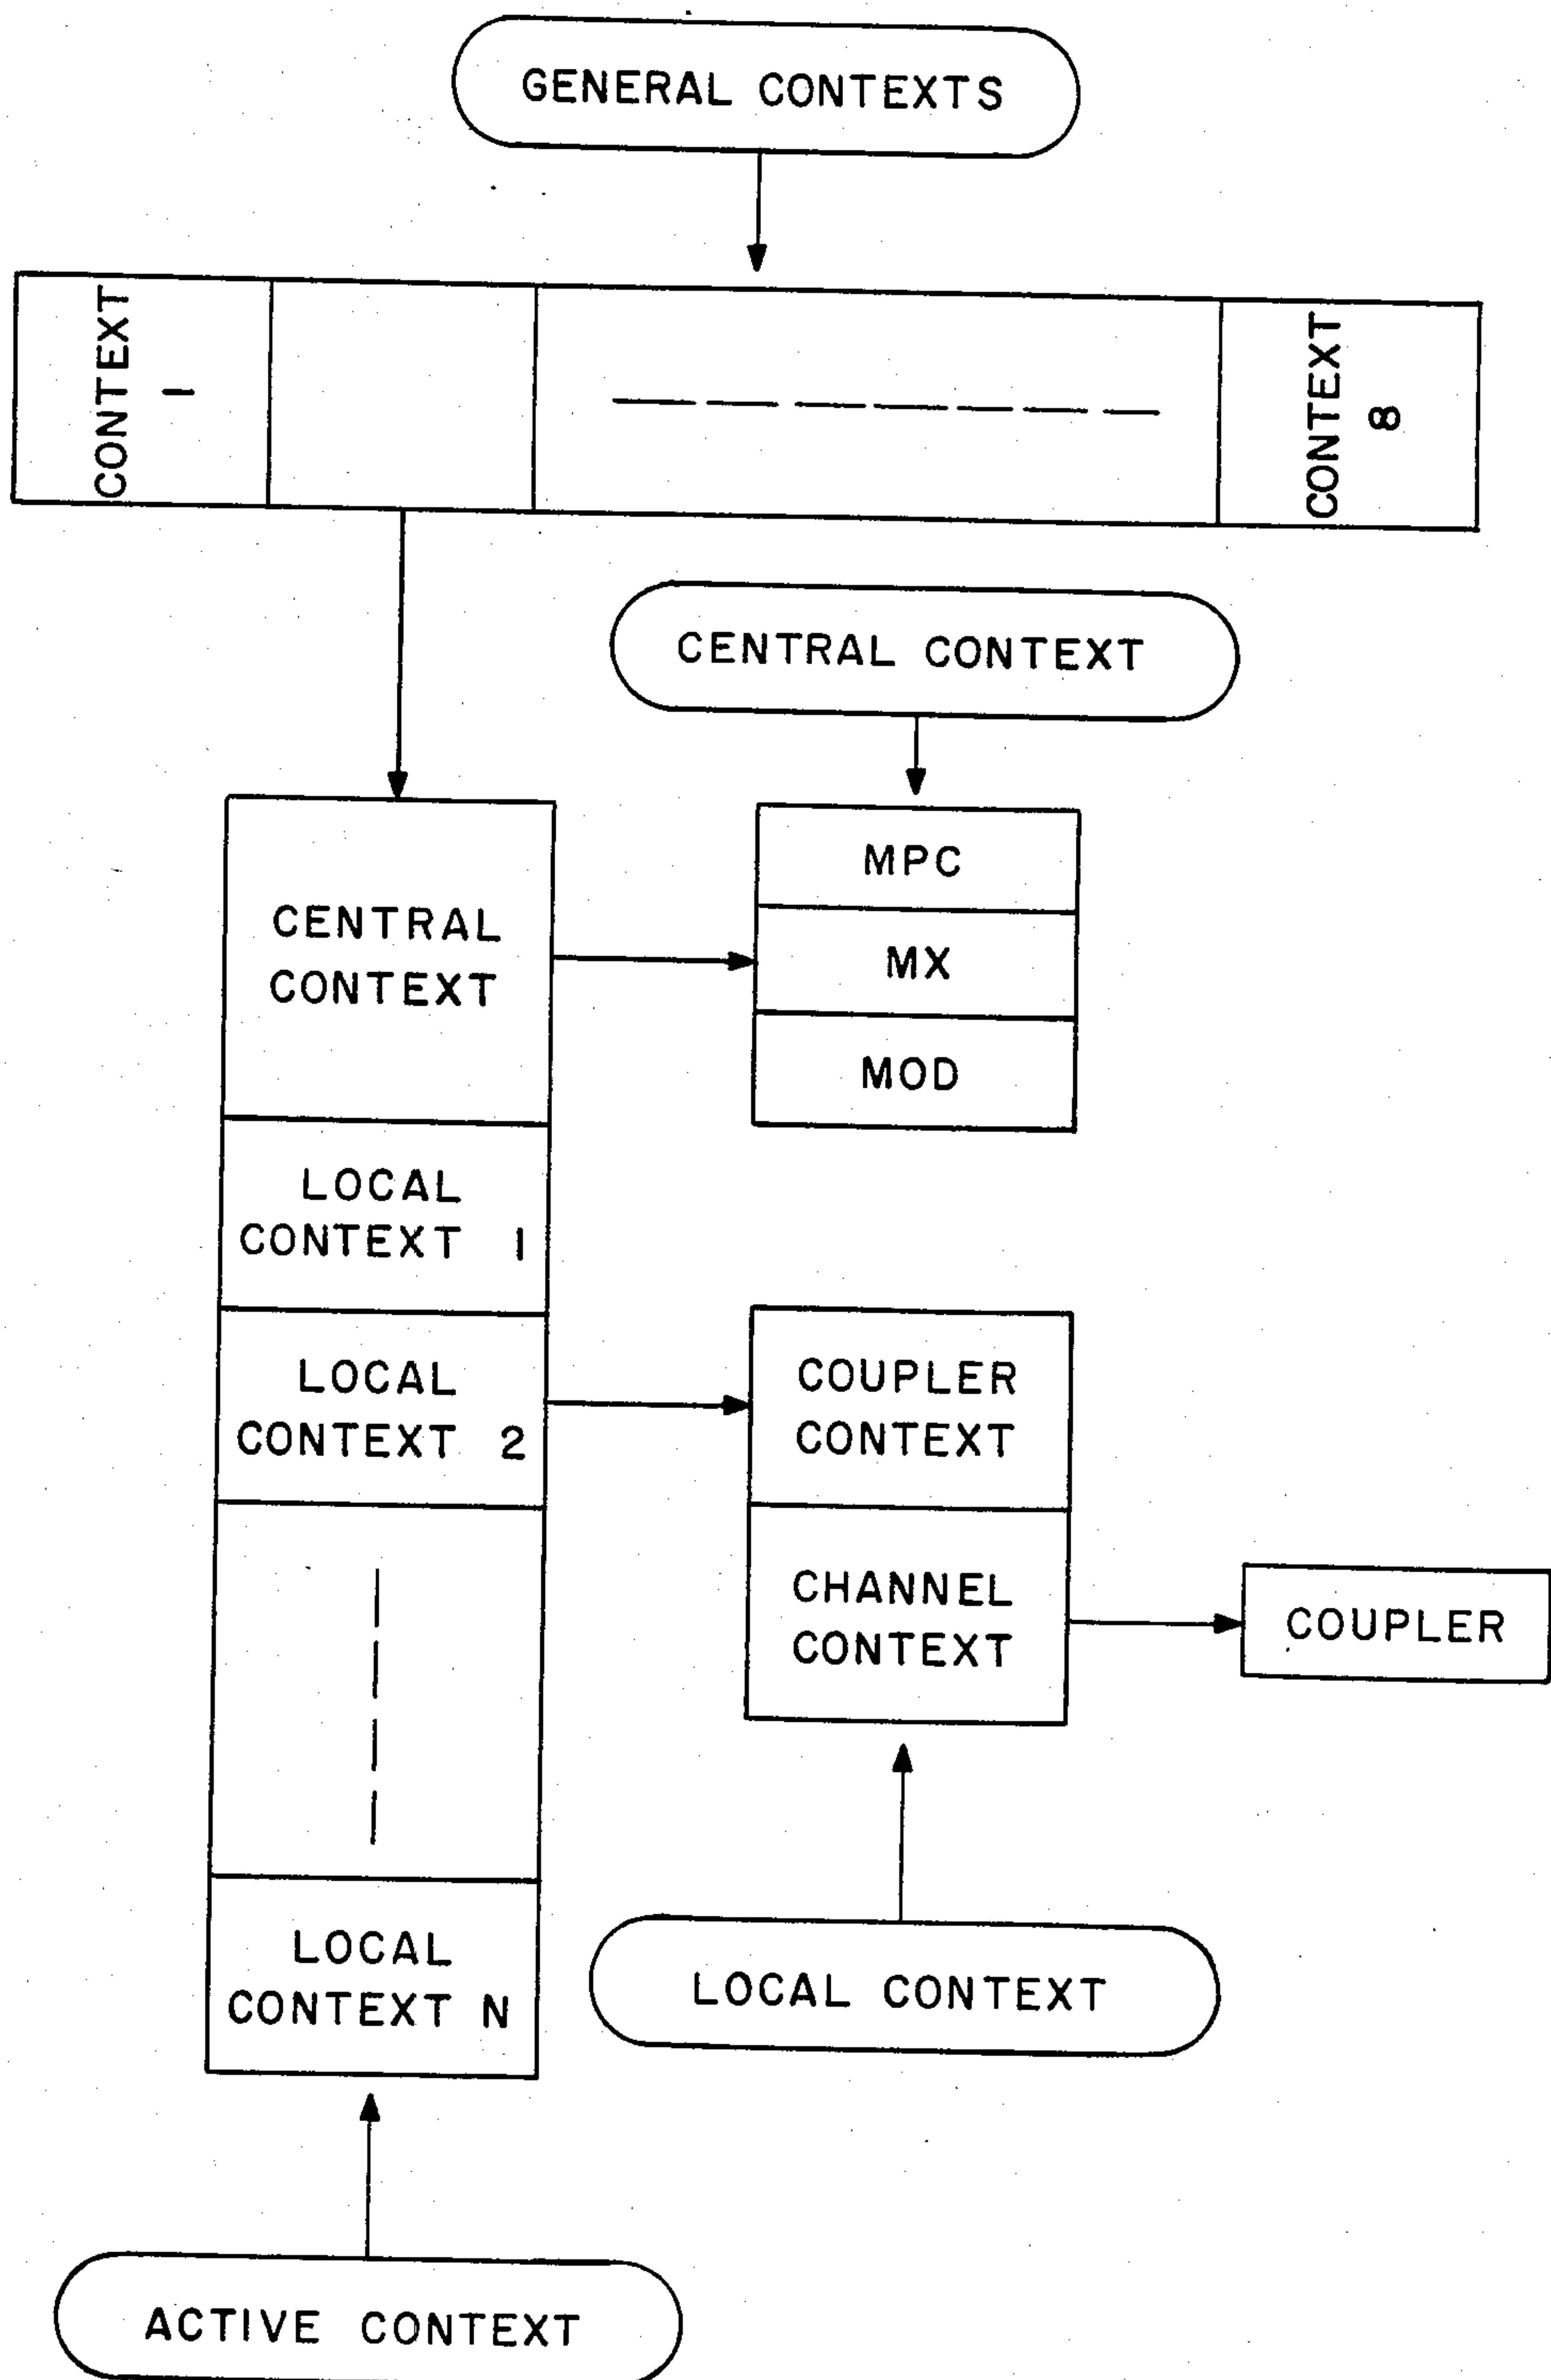 GENERAL CONTEXTS
CONTEXT
1
CONTEXT
8
CENTRAL CONTEXT
CENTRAL
CONTEXT
MPC
MX
MOD
LOCAL
CONTEXT 1
LOCAL
CONTEXT 2
COUPLER
CONTEXT
CHANNEL
CONTEXT
COUPLER
LOCAL
CONTEXT N
LOCAL CONTEXT
ACTIVE CONTEXT